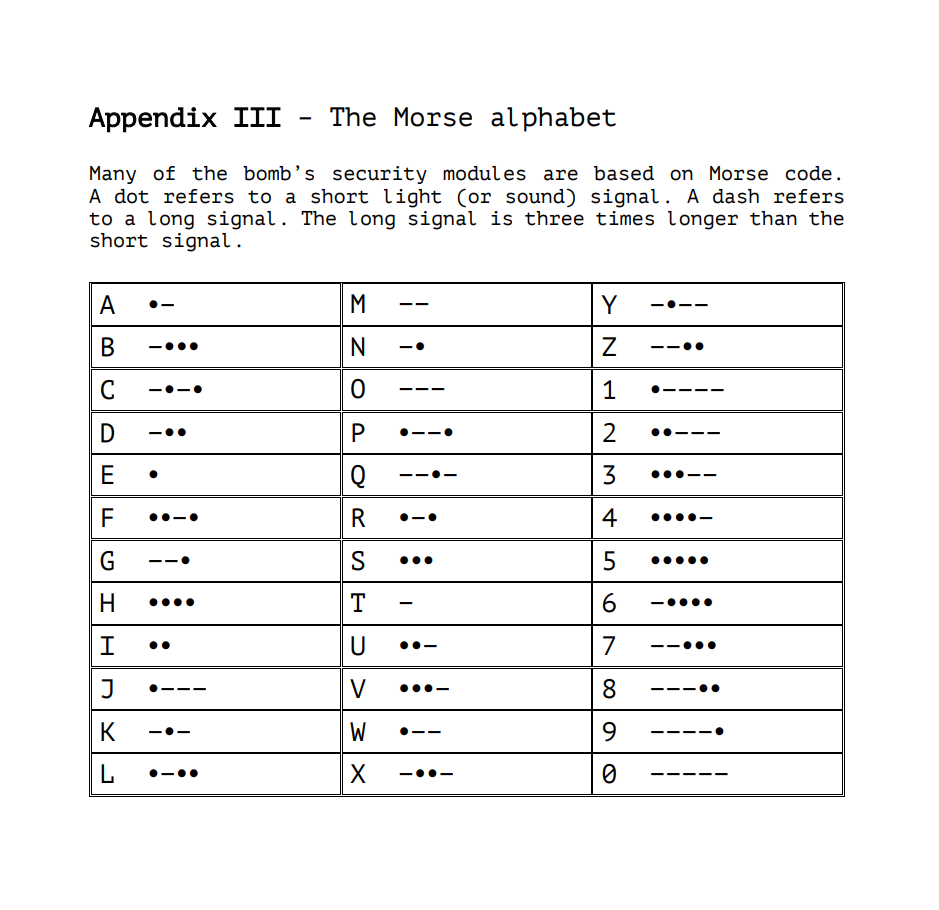 Appendix III – The Morse alphabet
Many of the bomb’s security modules are based on Morse code.
A dot refers to a short light (or sound) signal. A dash refers
to a long signal. The long signal is three times longer than the
short signal.
A •– M –– Y –•––
B –••• N –• Z ––••
C –•–• O ––– 1 •––––
D –•• P •––• 2 ••–––
E • Q ––•– 3 •••––
F ••–• R •–• 4 ••••–
G ––• S ••• 5 •••••
H •••• T – 6 –••••
I •• U ••– 7 ––•••
J •––– V •••– 8 –––••
K –•– W •–– 9 ––––•
L •–•• X –••– 0 –––––